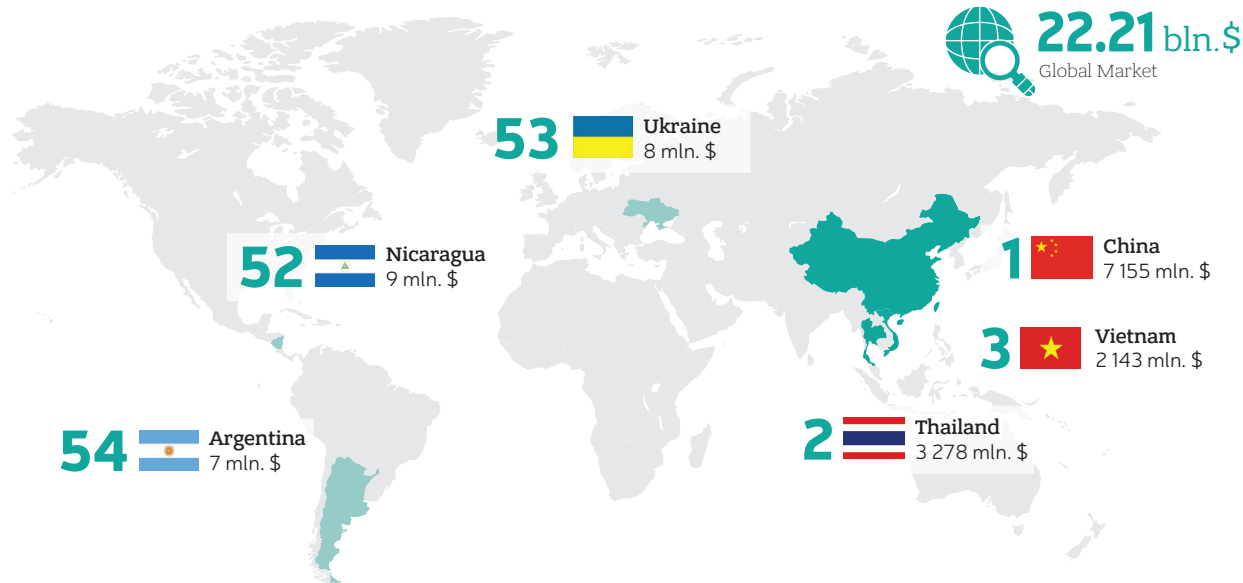 22.21 bln.$
Global Market
53
Ukraine
8 mln. $
52
Nicaragua
9 mln. $
1
China
7 155 mln. $
3
Vietnam
2 143 mln. $
54
Argentina
7 mln. $
2
Thailand
3 278 mln. $